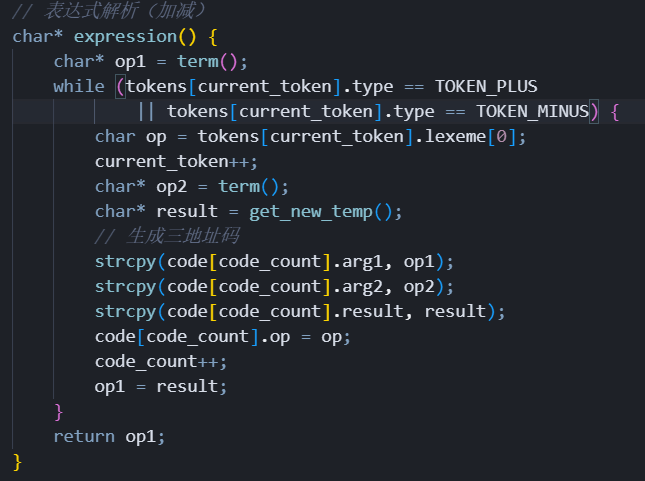 // 表达式解析（加减）
char* expression() {
    char* op1 = term();
    while (tokens[current_token].type == TOKEN_PLUS
            || tokens[current_token].type == TOKEN_MINUS) {
        char op = tokens[current_token].lexeme[0];
        current_token++;
        char* op2 = term();
        char* result = get_new_temp();
        // 生成三地址码
        strcpy(code[code_count].arg1, op1);
        strcpy(code[code_count].arg2, op2);
        strcpy(code[code_count].result, result);
        code[code_count].op = op;
        code_count++;
        op1 = result;
    }
    return op1;
}